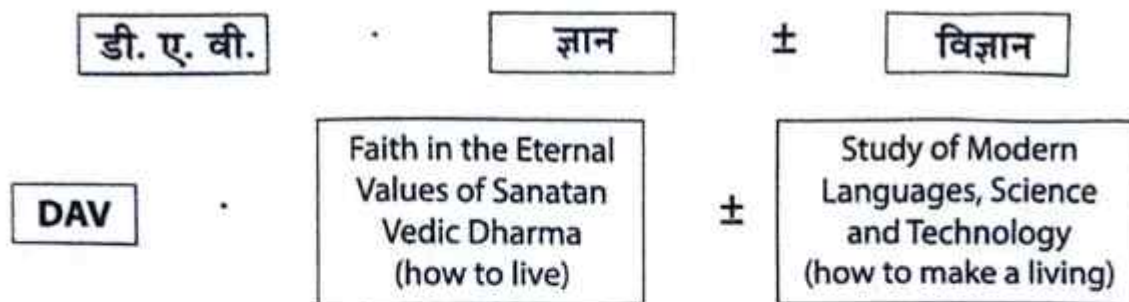 डी. ए. वी. · ज्ञान ± विज्ञान
DAV · Faith in the Eternal
Values of Sanatan
Vedic Dharma
(how to live)
± Study of Modern
Languages, Science
and Technology
(how to make a living)